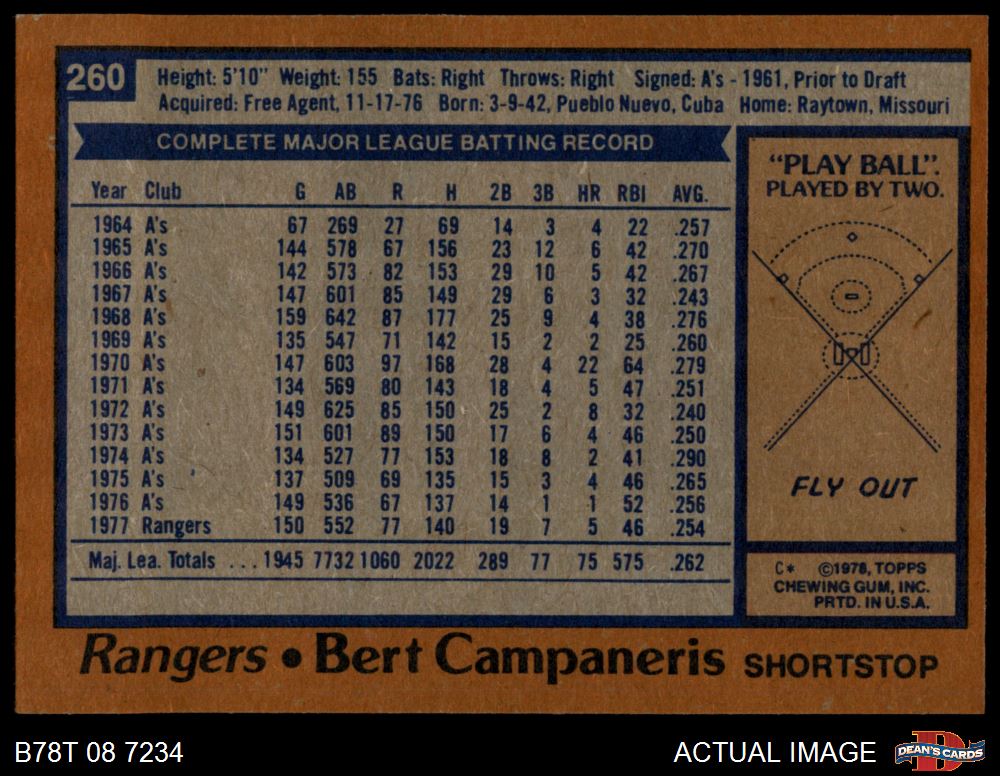 260
Height: 5'10" Weight: 155 Bats: Right Throws: Right Signed: A's - 1961, Prior to Draft
Acquired: Free Agent, 11-17-76 Born: 3-9-42, Pueblo Nuevo, Cuba Home: Raytown, Missouri
COMPLETE MAJOR LEAGUE BATTING RECORD
Year Club G AB R H 2B 3B HR RBI AVG.
1964 A's 67 269 27 69 14 3 4 22 .257
1965 A's 144 578 67 156 23 12 6 42 .270
1966 A's 142 573 82 153 29 10 5 42 .267
1967 A's 147 601 85 149 29 6 3 32 .243
1968 A's 159 642 87 177 25 9 4 38 .276
1969 A's 135 547 71 142 15 2 2 25 .260
1970 A's 147 603 97 168 28 4 22 64 .279
1971 A's 134 569 80 143 18 4 5 47 .251
1972 A's 149 625 85 150 25 2 8 32 .240
1973 A's 151 601 89 150 17 6 4 46 .250
1974 A's 134 527 77 153 18 8 2 41 .290
1975 A's 137 509 69 135 15 3 4 46 .265
1976 A's 149 536 67 137 14 1 1 52 .256
1977 Rangers 150 552 77 140 19 7 5 46 .254
Maj. Lea. Totals ... 1945 7732 1060 2022 289 77 75 575 .262
"PLAY BALL".
PLAYED BY TWO.
FLY OUT
C* ©1978, TOPPS
CHEWING GUM, INC.
PRTD. IN U.S.A.
Rangers • Bert Campaneris SHORTSTOP
B78T 08 7234
ACTUAL IMAGE
DEAN'S CARDS